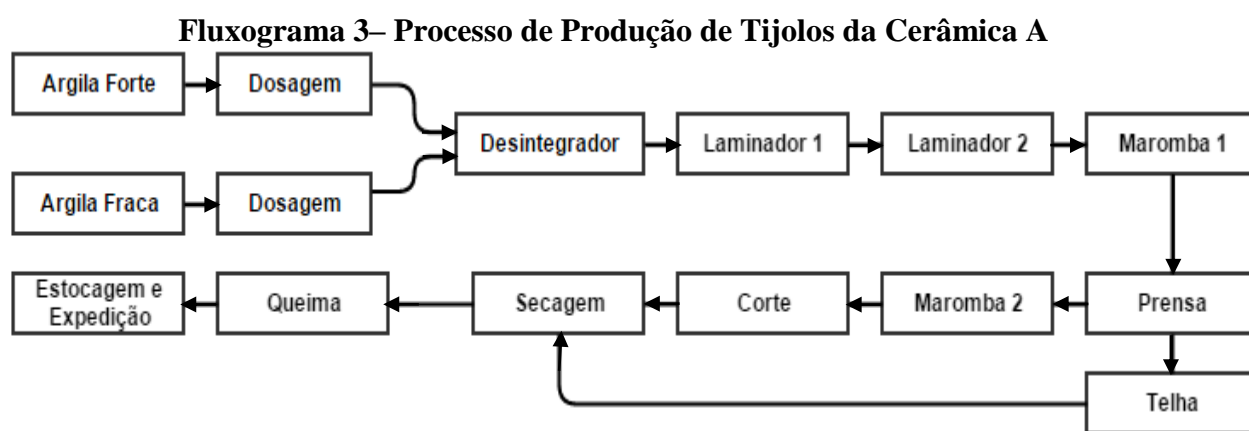 Fluxograma 3– Processo de Produção de Tijolos da Cerâmica A
Argila Forte
Dosagem
Desintegrador
Laminador 1
Laminador 2
Maromba 1
Argila Fraca
Dosagem
Estocagem e
Expedição
Queima
Secagem
Corte
Maromba 2
Prensa
Telha